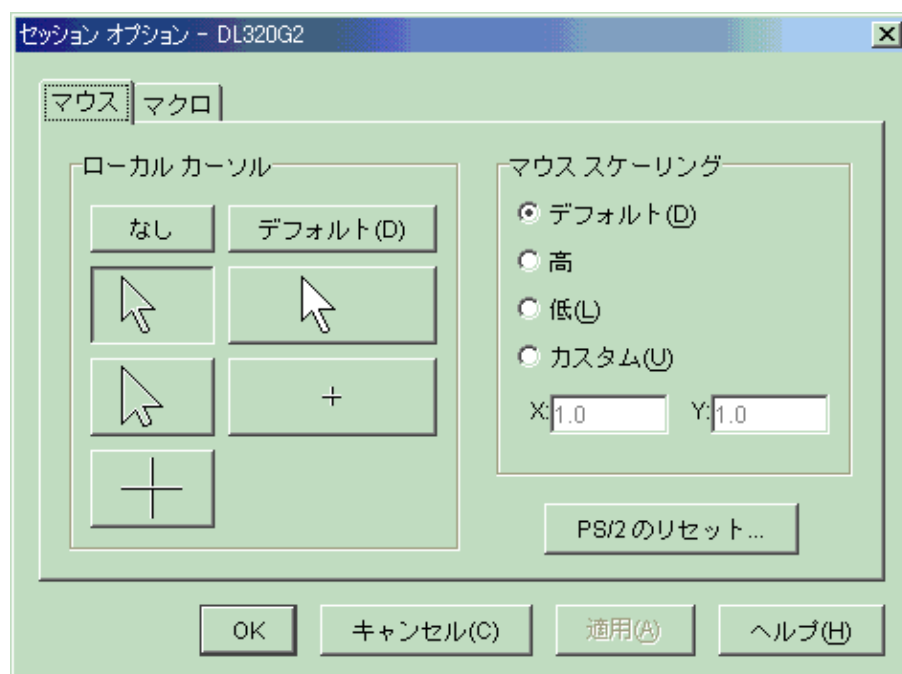 セッション オプション - DL320G2
マウス マクロ
ローカル カーソル
なし デフォルト(D)
マウス スケーリング
デフォルト(D)
高
低(L)
カスタム(U)
X: 1.0 Y: 1.0
PS/2 のリセット...
OK キャンセル(C) 適用(A) ヘルプ(H)